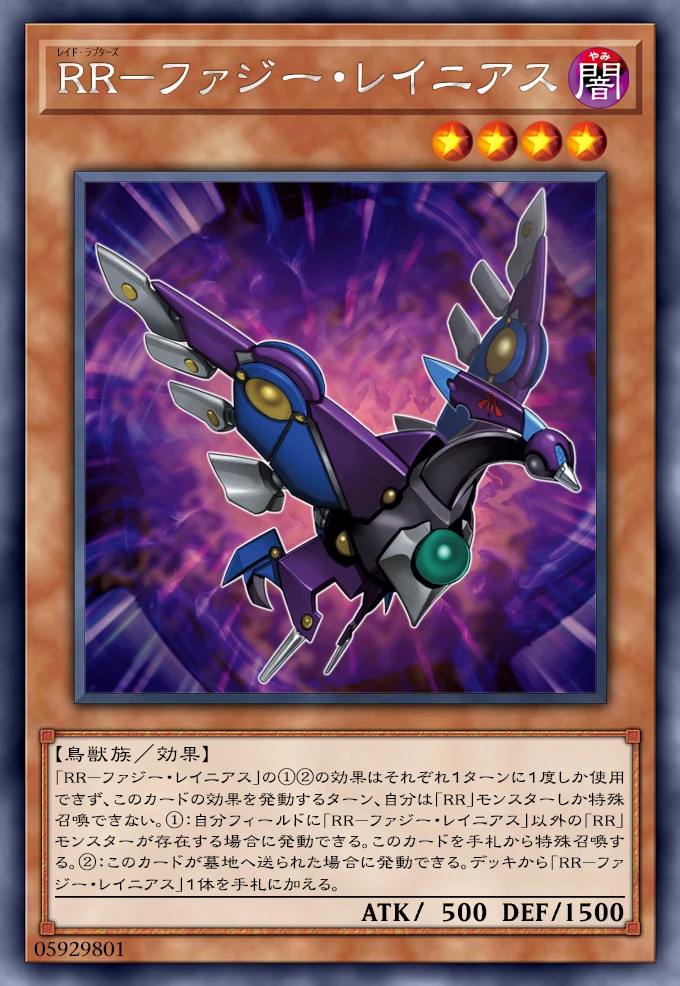 レイド・ラプターズ
RR－ファジー・レイニアス
やみ
闇
【鳥獣族／効果】
「RR－ファジー・レイニアス」の①②の効果はそれぞれ１ターンに１度しか使用
できず、このカードの効果を発動するターン、自分は「RR」モンスターしか特殊
召喚できない。①：自分フィールドに「RR－ファジー・レイニアス」以外の「RR」
モンスターが存在する場合に発動できる。このカードを手札から特殊召喚す
る。②：このカードが墓地へ送られた場合に発動できる。デッキから「RR－ファ
ジー・レイニアス」１体を手札に加える。
ATK/ 500 DEF/1500
05929801